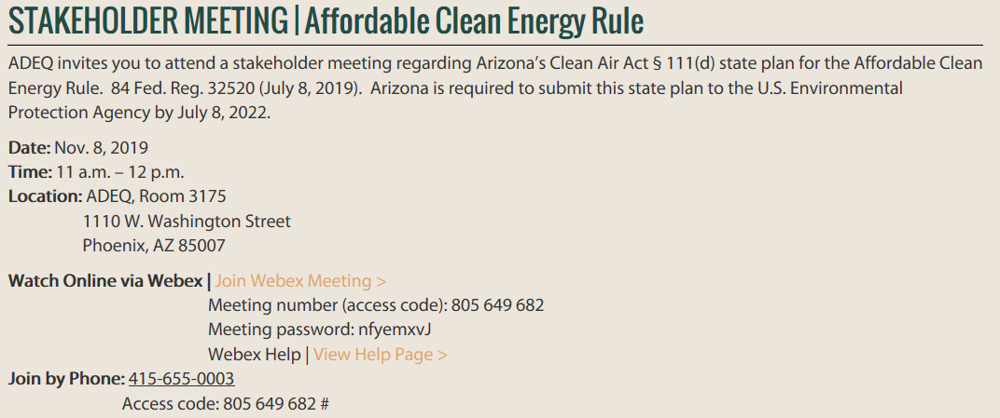 STAKEHOLDER MEETING | Affordable Clean Energy Rule
ADEQ invites you to attend a stakeholder meeting regarding Arizona's Clean Air Act § 111(d) state plan for the Affordable Clean
Energy Rule.  84 Fed. Reg. 32520 (July 8, 2019).  Arizona is required to submit this state plan to the U.S. Environmental
Protection Agency by July 8, 2022.
Date: Nov. 8, 2019
Time: 11 a.m. – 12 p.m.
Location: ADEQ, Room 3175
1110 W. Washington Street
Phoenix, AZ 85007
Watch Online via Webex | Join Webex Meeting >
Meeting number (access code): 805 649 682
Meeting password: nfyemxvJ
Webex Help | View Help Page >
Join by Phone: 415-655-0003
Access code: 805 649 682 #